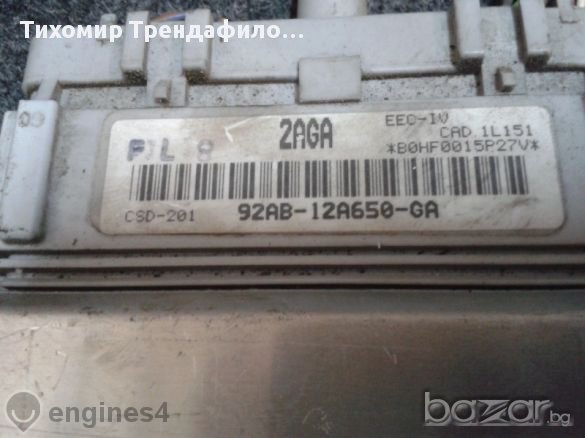 Тихомир Трендафило...
2AGA
EEC-IV
CAD.1L151
*B0HF0015P27V*
CSD-201
92AB-12A650-GA
engines4
bazar.bg